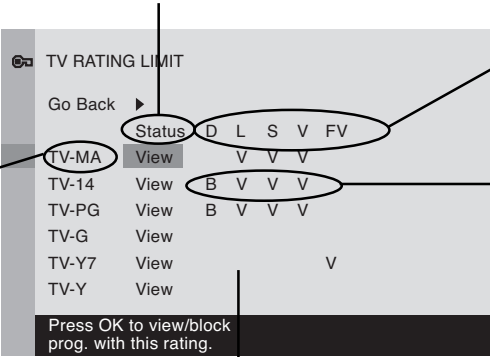 TV RATING LIMIT
Go Back
Status D L S V FV
TV-MA View V V V
TV-14 View B V V V
TV-PG View B V V V
TV-G View
TV-Y7 View V
TV-Y View
Press OK to view/block
prog. with this rating.